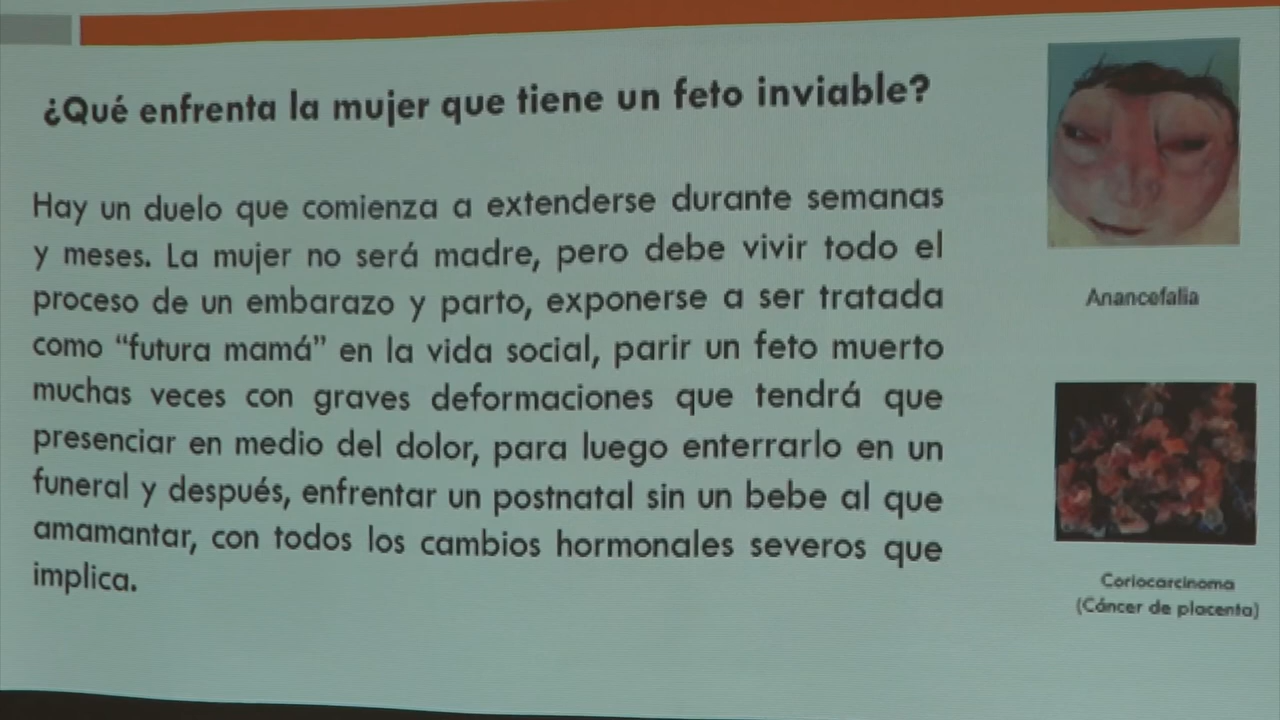 ¿Qué enfrenta la mujer que tiene un feto inviable?
Hay un duelo que comienza a extenderse durante semanas
y meses. La mujer no será madre, pero debe vivir todo el
proceso de un embarazo y parto, exponerse a ser tratada
como “futura mamá” en la vida social, parir un feto muerto
muchas veces con graves deformaciones que tendrá que
presenciar en medio del dolor, para luego enterrarlo en un
funeral y después, enfrentar un postnatal sin un bebe al que
amamantar, con todos los cambios hormonales severos que
implica.
Anancefalia
Coriocarcinoma
(Cáncer de placenta)